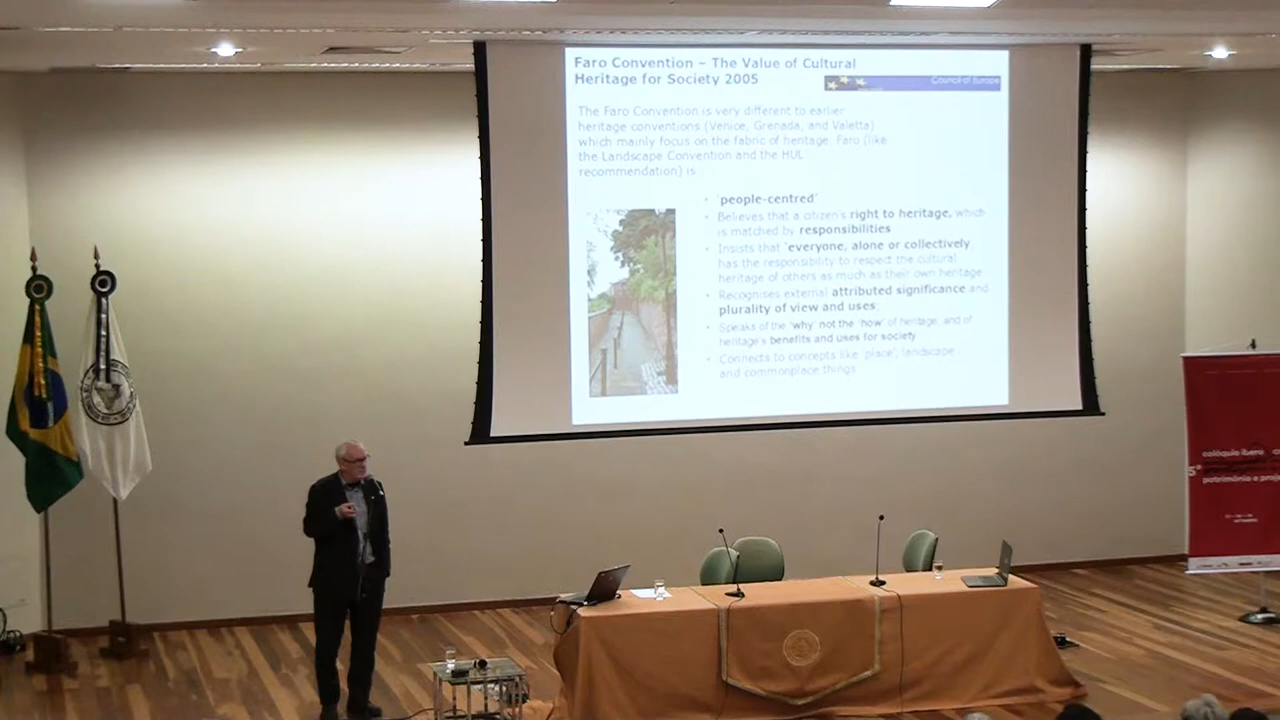 Faro Convention – The Value of Cultural
Heritage for Society 2005
Council of Europe
The Faro Convention is very different to earlier
heritage conventions (Venice, Grenada, and Valetta)
which mainly focus on the fabric of heritage. Faro (like
the Landscape Convention and the HUL
recommendation) is
• 'people-centred'
• Believes that a citizen's right to heritage, which
is matched by responsibilities
• Insists that 'everyone, alone or collectively
has the responsibility to respect the cultural
heritage of others as much as their own heritage
• Recognises external attributed significance and
plurality of view and uses;
• Speaks of the 'why' not the 'how' of heritage, and of
heritage's benefits and uses for society
• Connects to concepts like 'place', 'landscape'
and commonplace things
colóquio ibero
5º
patrimônio e